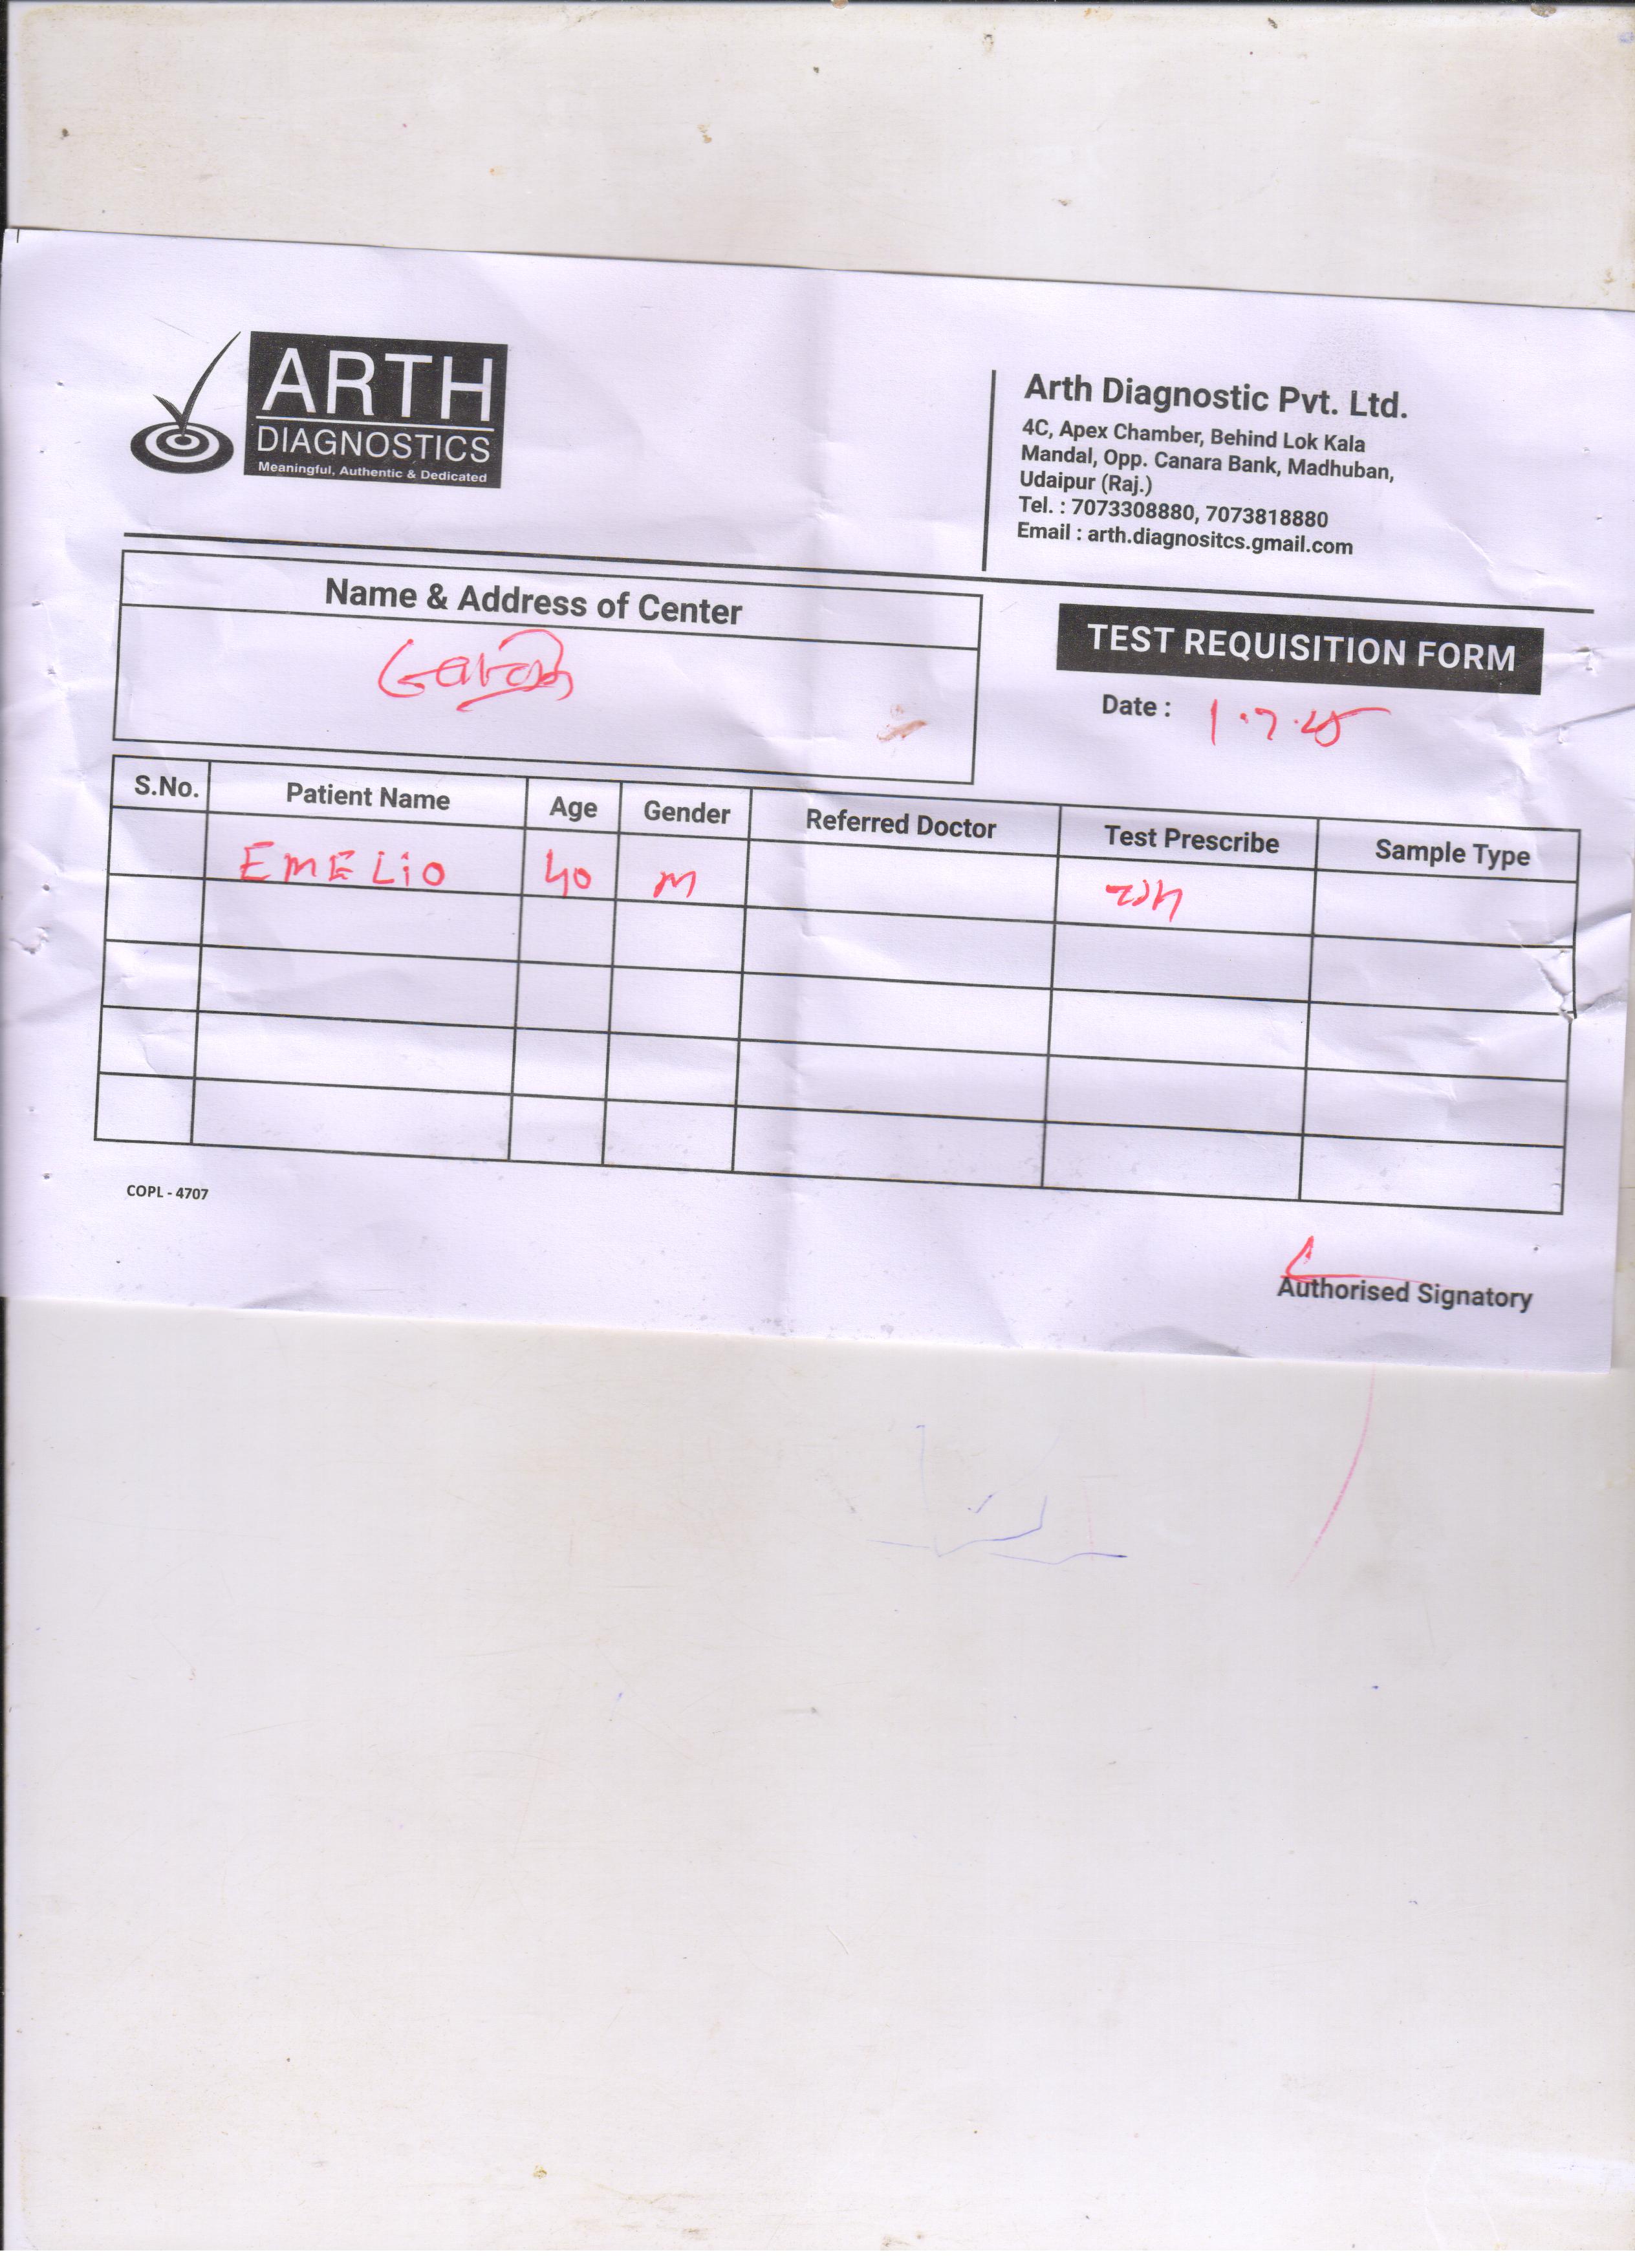 ARTH
DIAGNOSTICS
Meaningful, Authentic & Dedicated
Arth Diagnostic Pvt. Ltd.
4C, Apex Chamber, Behind Lok Kala
Mandal, Opp. Canara Bank, Madhuban,
Udaipur (Raj.)
Tel. : 7073308880, 7073818880
Email : arth.diagnositcs.gmail.com
Name & Address of Center
TEST REQUISITION FORM
Date : 1.7.25
S.No. Patient Name Age Gender Referred Doctor Test Prescribe Sample Type
EMELiO 40 M
COPL - 4707
Authorised Signatory